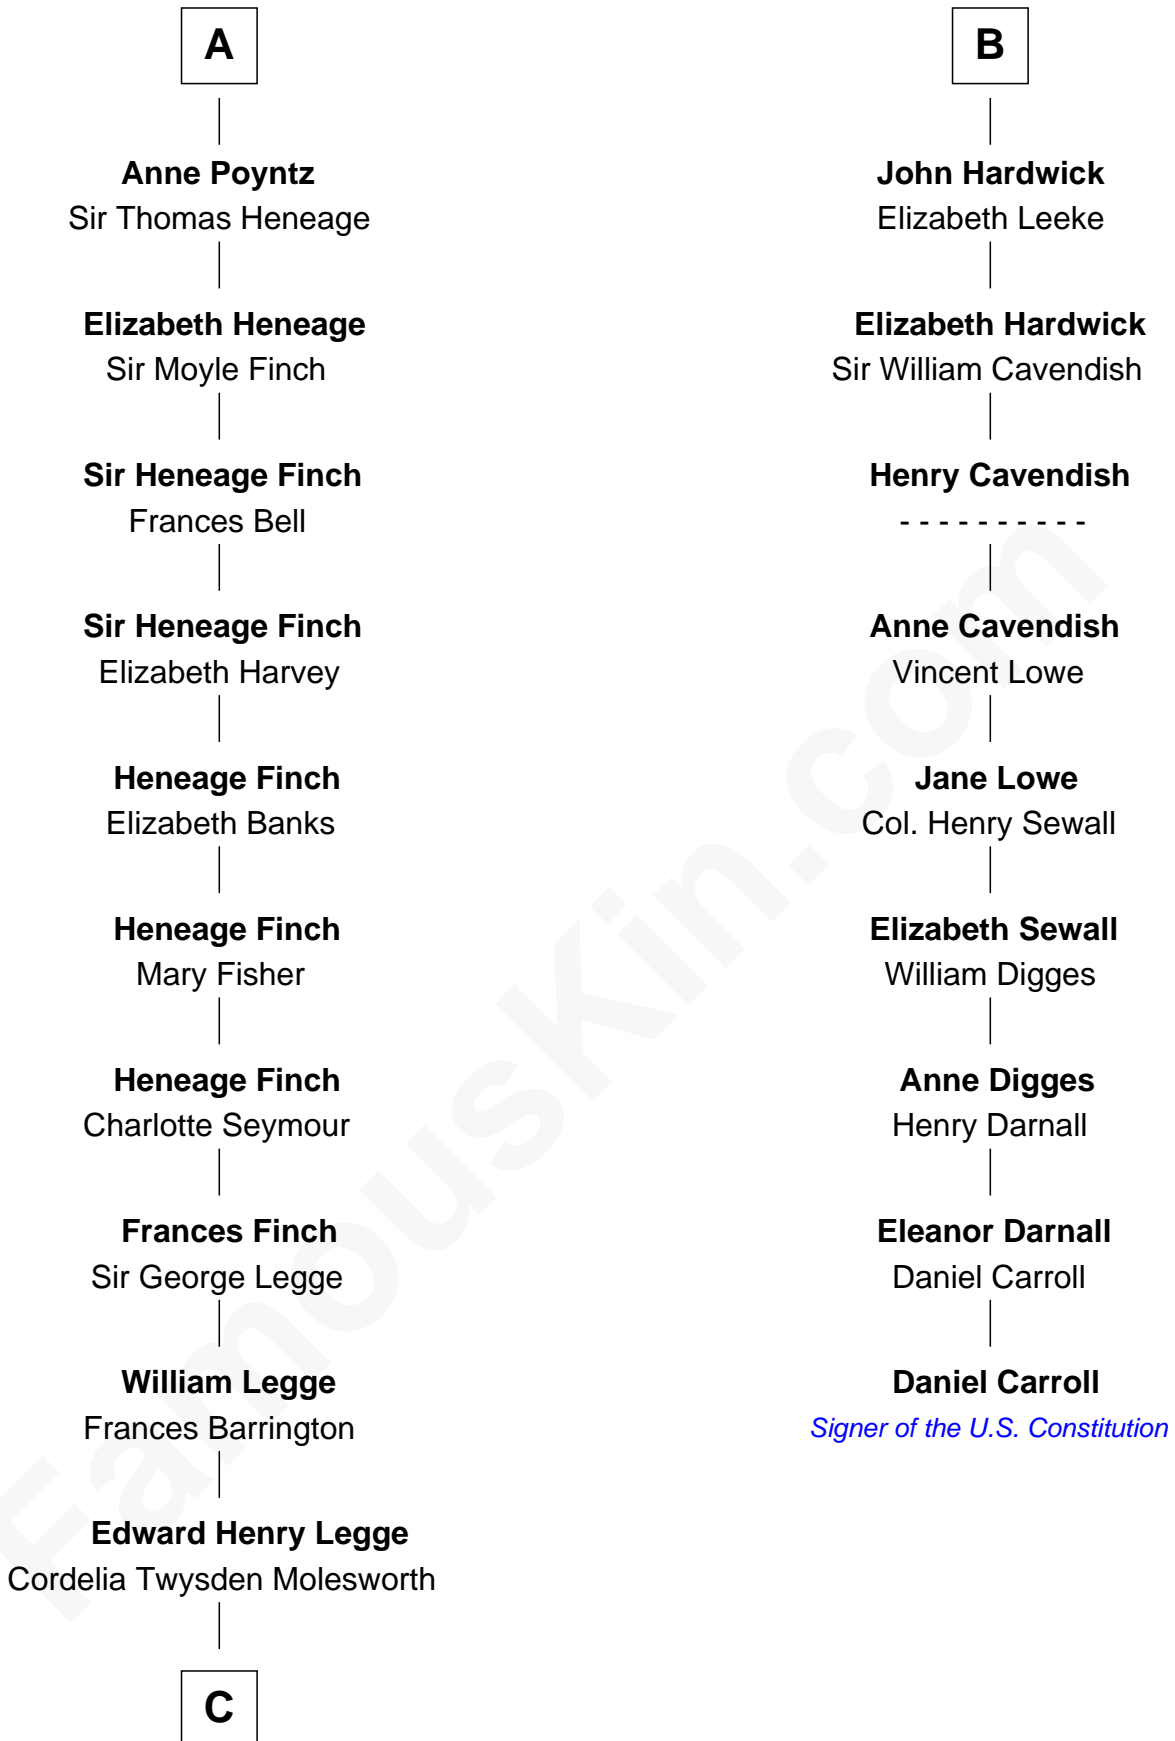 A
Anne Poyntz
Sir Thomas Heneage
Elizabeth Heneage
Sir Moyle Finch
Sir Heneage Finch
Frances Bell
Sir Heneage Finch
Elizabeth Harvey
Heneage Finch
Elizabeth Banks
Heneage Finch
Mary Fisher
Heneage Finch
Charlotte Seymour
Frances Finch
Sir George Legge
William Legge
Frances Barrington
Edward Henry Legge
Cordelia Twysden Molesworth
C
B
John Hardwick
Elizabeth Leeke
Elizabeth Hardwick
Sir William Cavendish
Henry Cavendish
- - - - - - - - - -
Anne Cavendish
Vincent Lowe
Jane Lowe
Col. Henry Sewall
Elizabeth Sewall
William Digges
Anne Digges
Henry Darnall
Eleanor Darnall
Daniel Carroll
Daniel Carroll
Signer of the U.S. Constitution
FamousKin.com